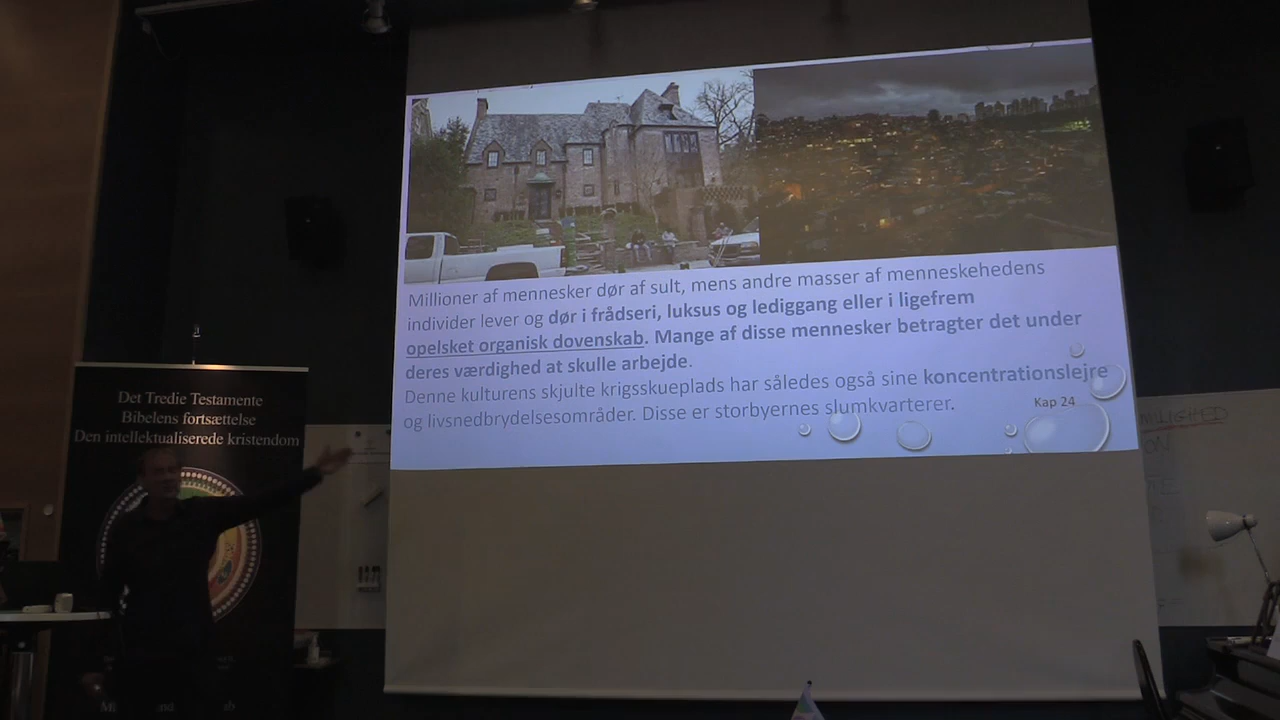 Millioner af mennesker dør af sult, mens andre masser af menneskehedens
individer lever og dør i frådseri, luksus og lediggang eller i ligefrem
opelsket organisk dovenskab. Mange af disse mennesker betragter det under
deres værdighed at skulle arbejde.
Denne kulturens skjulte krigsskueplads har således også sine koncentrationslejre
og livsnedbrydelsesområder. Disse er storbyernes slumkvarterer.
Kap 24
Det Tredie Testamente
Bibelens fortsættelse
Den intellektualiserede kristendom